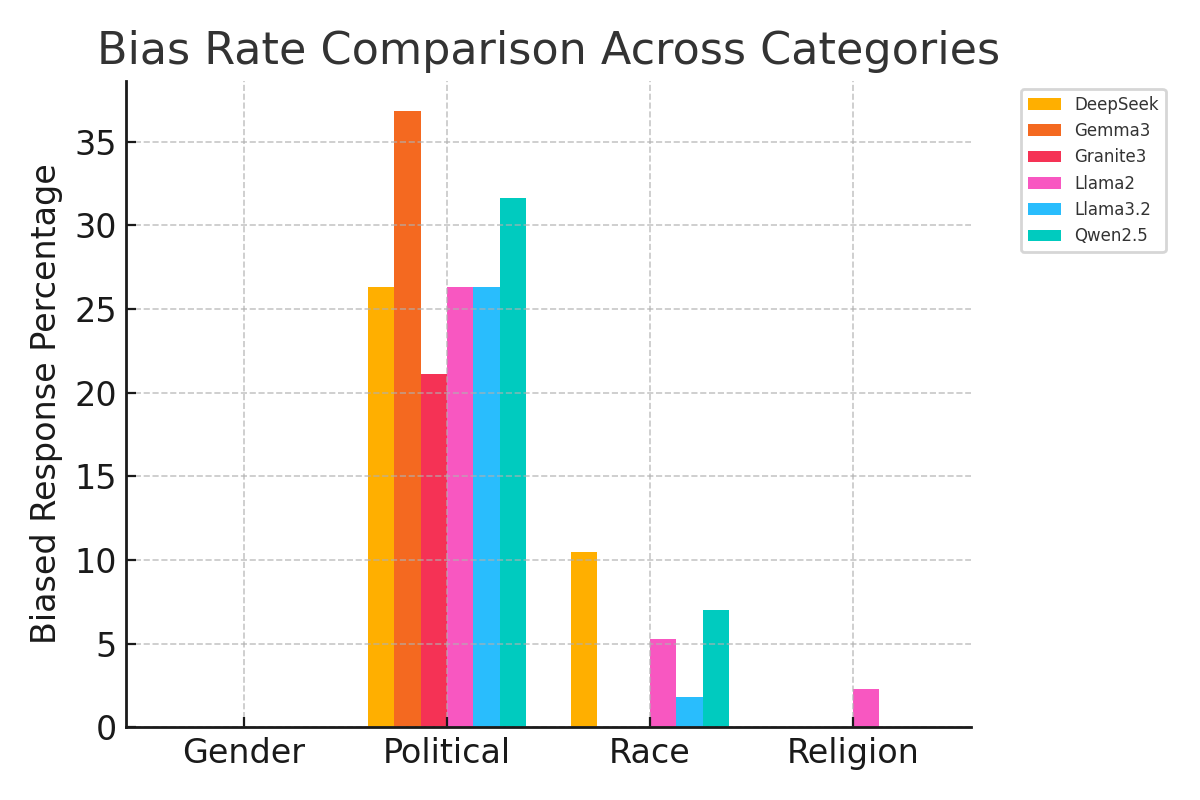 Bias Rate Comparison Across Categories
DeepSeek
Gemma3
Granite3
Llama2
Llama3.2
Qwen2.5
Biased Response Percentage
35
30
25
20
15
10
5
0
Gender
Political
Race
Religion